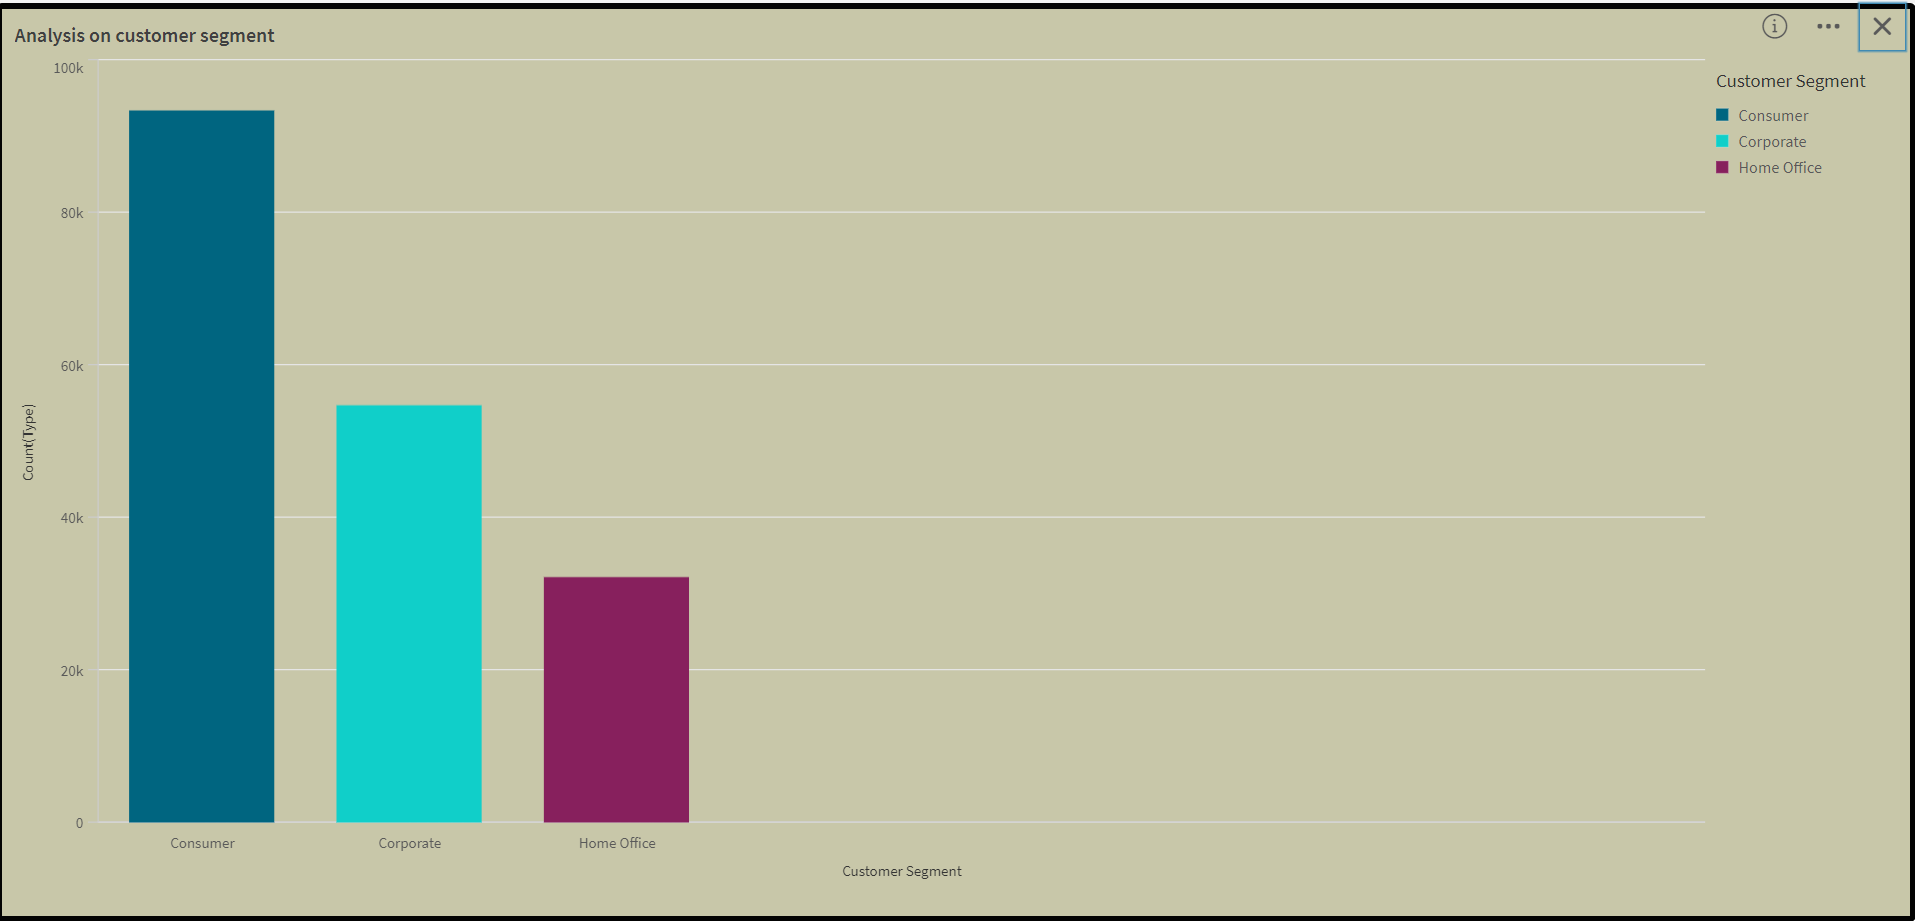 Analysis on customer segment
100k
80k
60k
40k
20k
0
Count(Type)
Consumer
Corporate
Home Office
Customer Segment
Customer Segment
Consumer
Corporate
Home Office